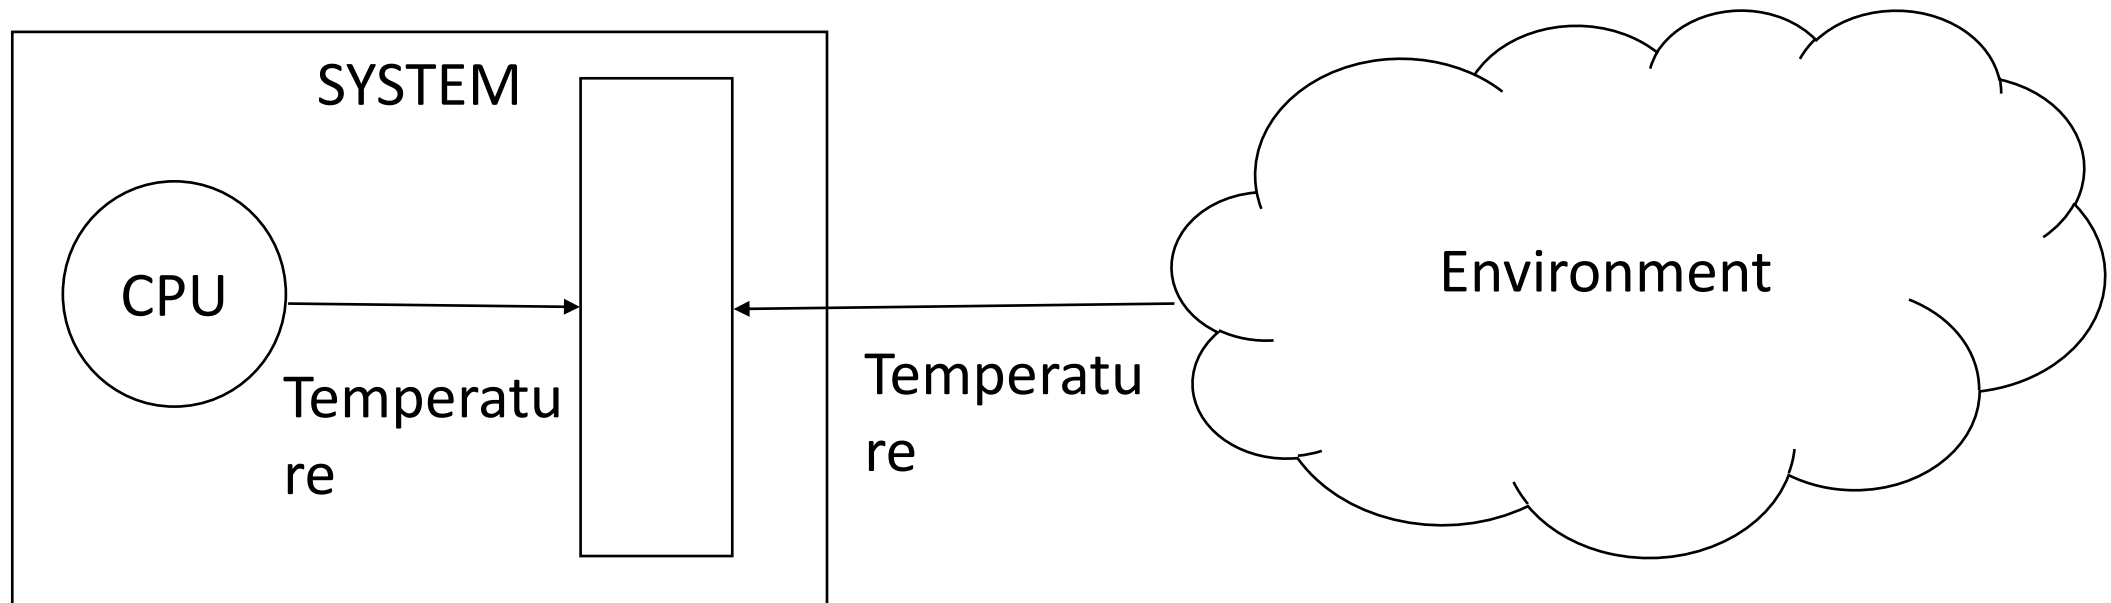 SYSTEM
CPU
Temperatu
re
Temperatu
re
Environment